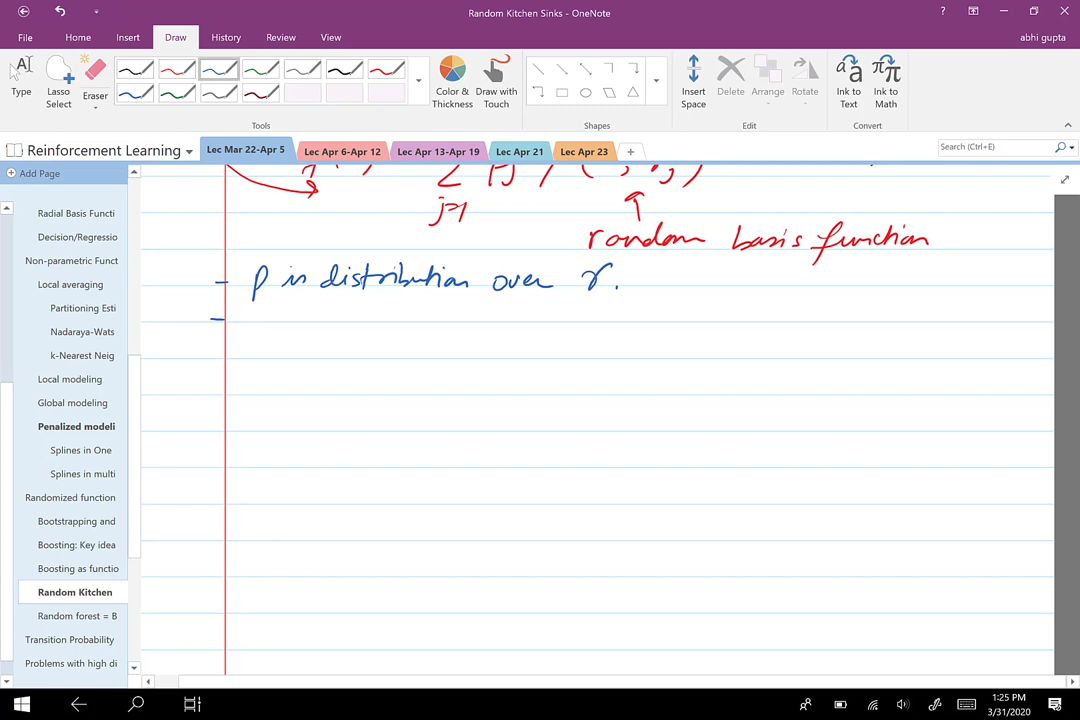 Random Kitchen Sinks - OneNote
File Home Insert Draw History Review View
abhi gupta
Type
Lasso Select
Eraser
Color & Thickness
Draw with Touch
Insert Space
Delete
Arrange
Rotate
Ink to Text
Ink to Math
Tools
Shapes
Edit
Convert
Reinforcement Learning
Lec Mar 22-Apr 5
Lec Apr 6-Apr 12
Lec Apr 13-Apr 19
Lec Apr 21
Lec Apr 23
Search (Ctrl+E)
Add Page
Radial Basis Functi
Decision/Regressio
Non-parametric Funct
Local averaging
Partitioning Esti
Nadaraya-Wats
k-Nearest Neig
Local modeling
Global modeling
Penalized modeli
Splines in One
Splines in multi
Randomized function
Bootstrapping and
Boosting: Key idea
Boosting as functio
Random Kitchen
Random forest = B
Transition Probability
Problems with high di
j=1
random basis function
- ρ is distribution over r.
-
1:25 PM
3/31/2020